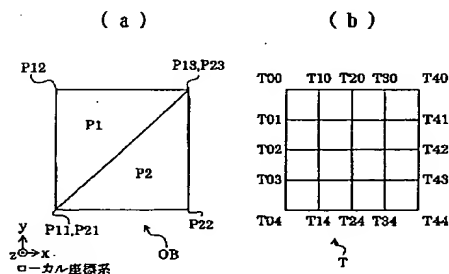 (a)
(b)
P12
P13,P23
P1
P2
P11,P21
P22
OB
y
z x
ローカル座標系
T00 T10 T20 T30 T40
T01 T41
T02 T42
T03 T43
T04 T14 T24 T34 T44
T